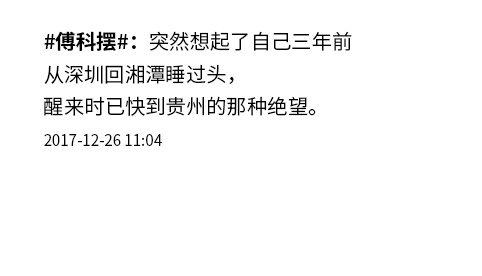 #傅科摆#：突然想起了自己三年前
从深圳回湘潭睡过头，
醒来时已快到贵州的那种绝望。
2017-12-26 11:04